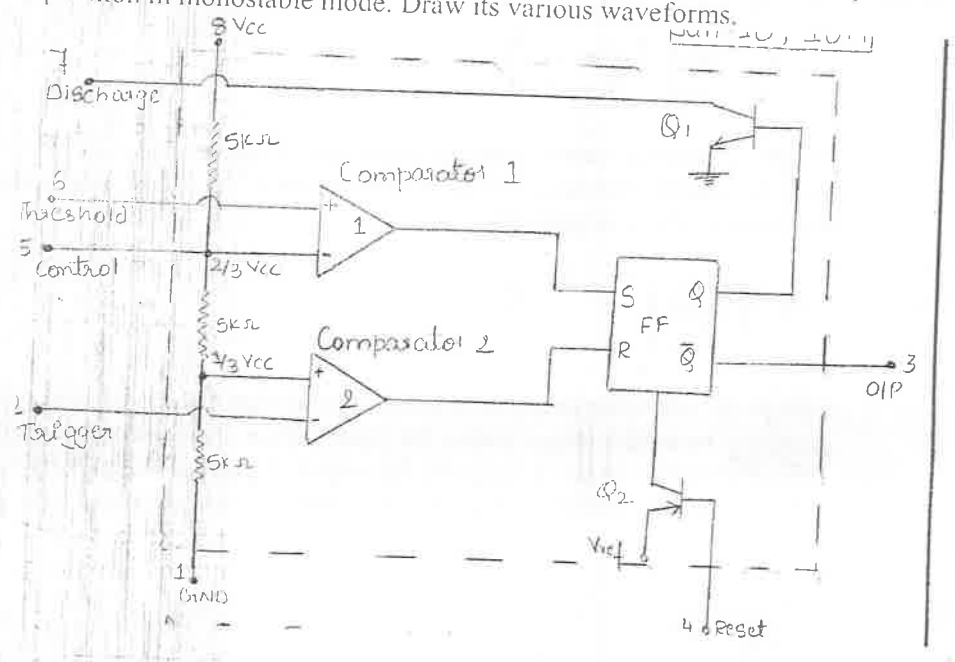 in monostable mode. Draw its various waveforms.
8 Vcc
7
Discharge
5kΩ
Q1
Comparator 1
6
Threshold
+
1
-
5
Control
2/3 Vcc
S Q
FF
R Q̅
5kΩ
Comparator 2
1/3 Vcc
+
2
-
3
O/P
Trigger
5kΩ
Q2
Vref
1
GND
4 Reset